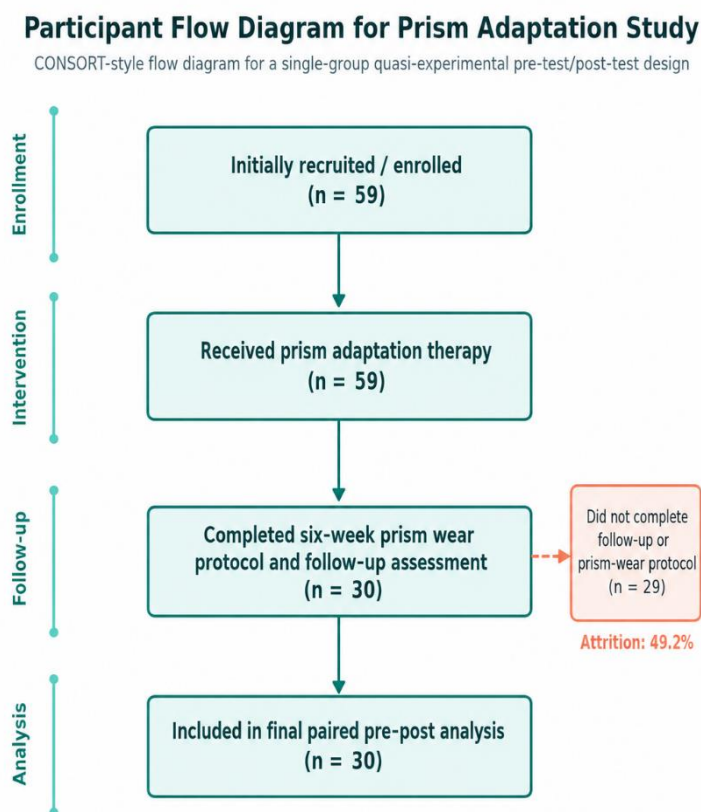 Participant Flow Diagram for Prism Adaptation Study
CONSORT-style flow diagram for a single-group quasi-experimental pre-test/post-test design
Enrollment
Initially recruited / enrolled
(n = 59)
Intervention
Received prism adaptation therapy
(n = 59)
Follow-up
Completed six-week prism wear
protocol and follow-up assessment
(n = 30)
Did not complete
follow-up or
prism-wear protocol
(n = 29)
Attrition: 49.2%
Analysis
Included in final paired pre-post analysis
(n = 30)